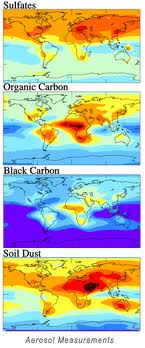 Sulfates
Organic Carbon
Black Carbon
Soil Dust
Aerosol Measurements